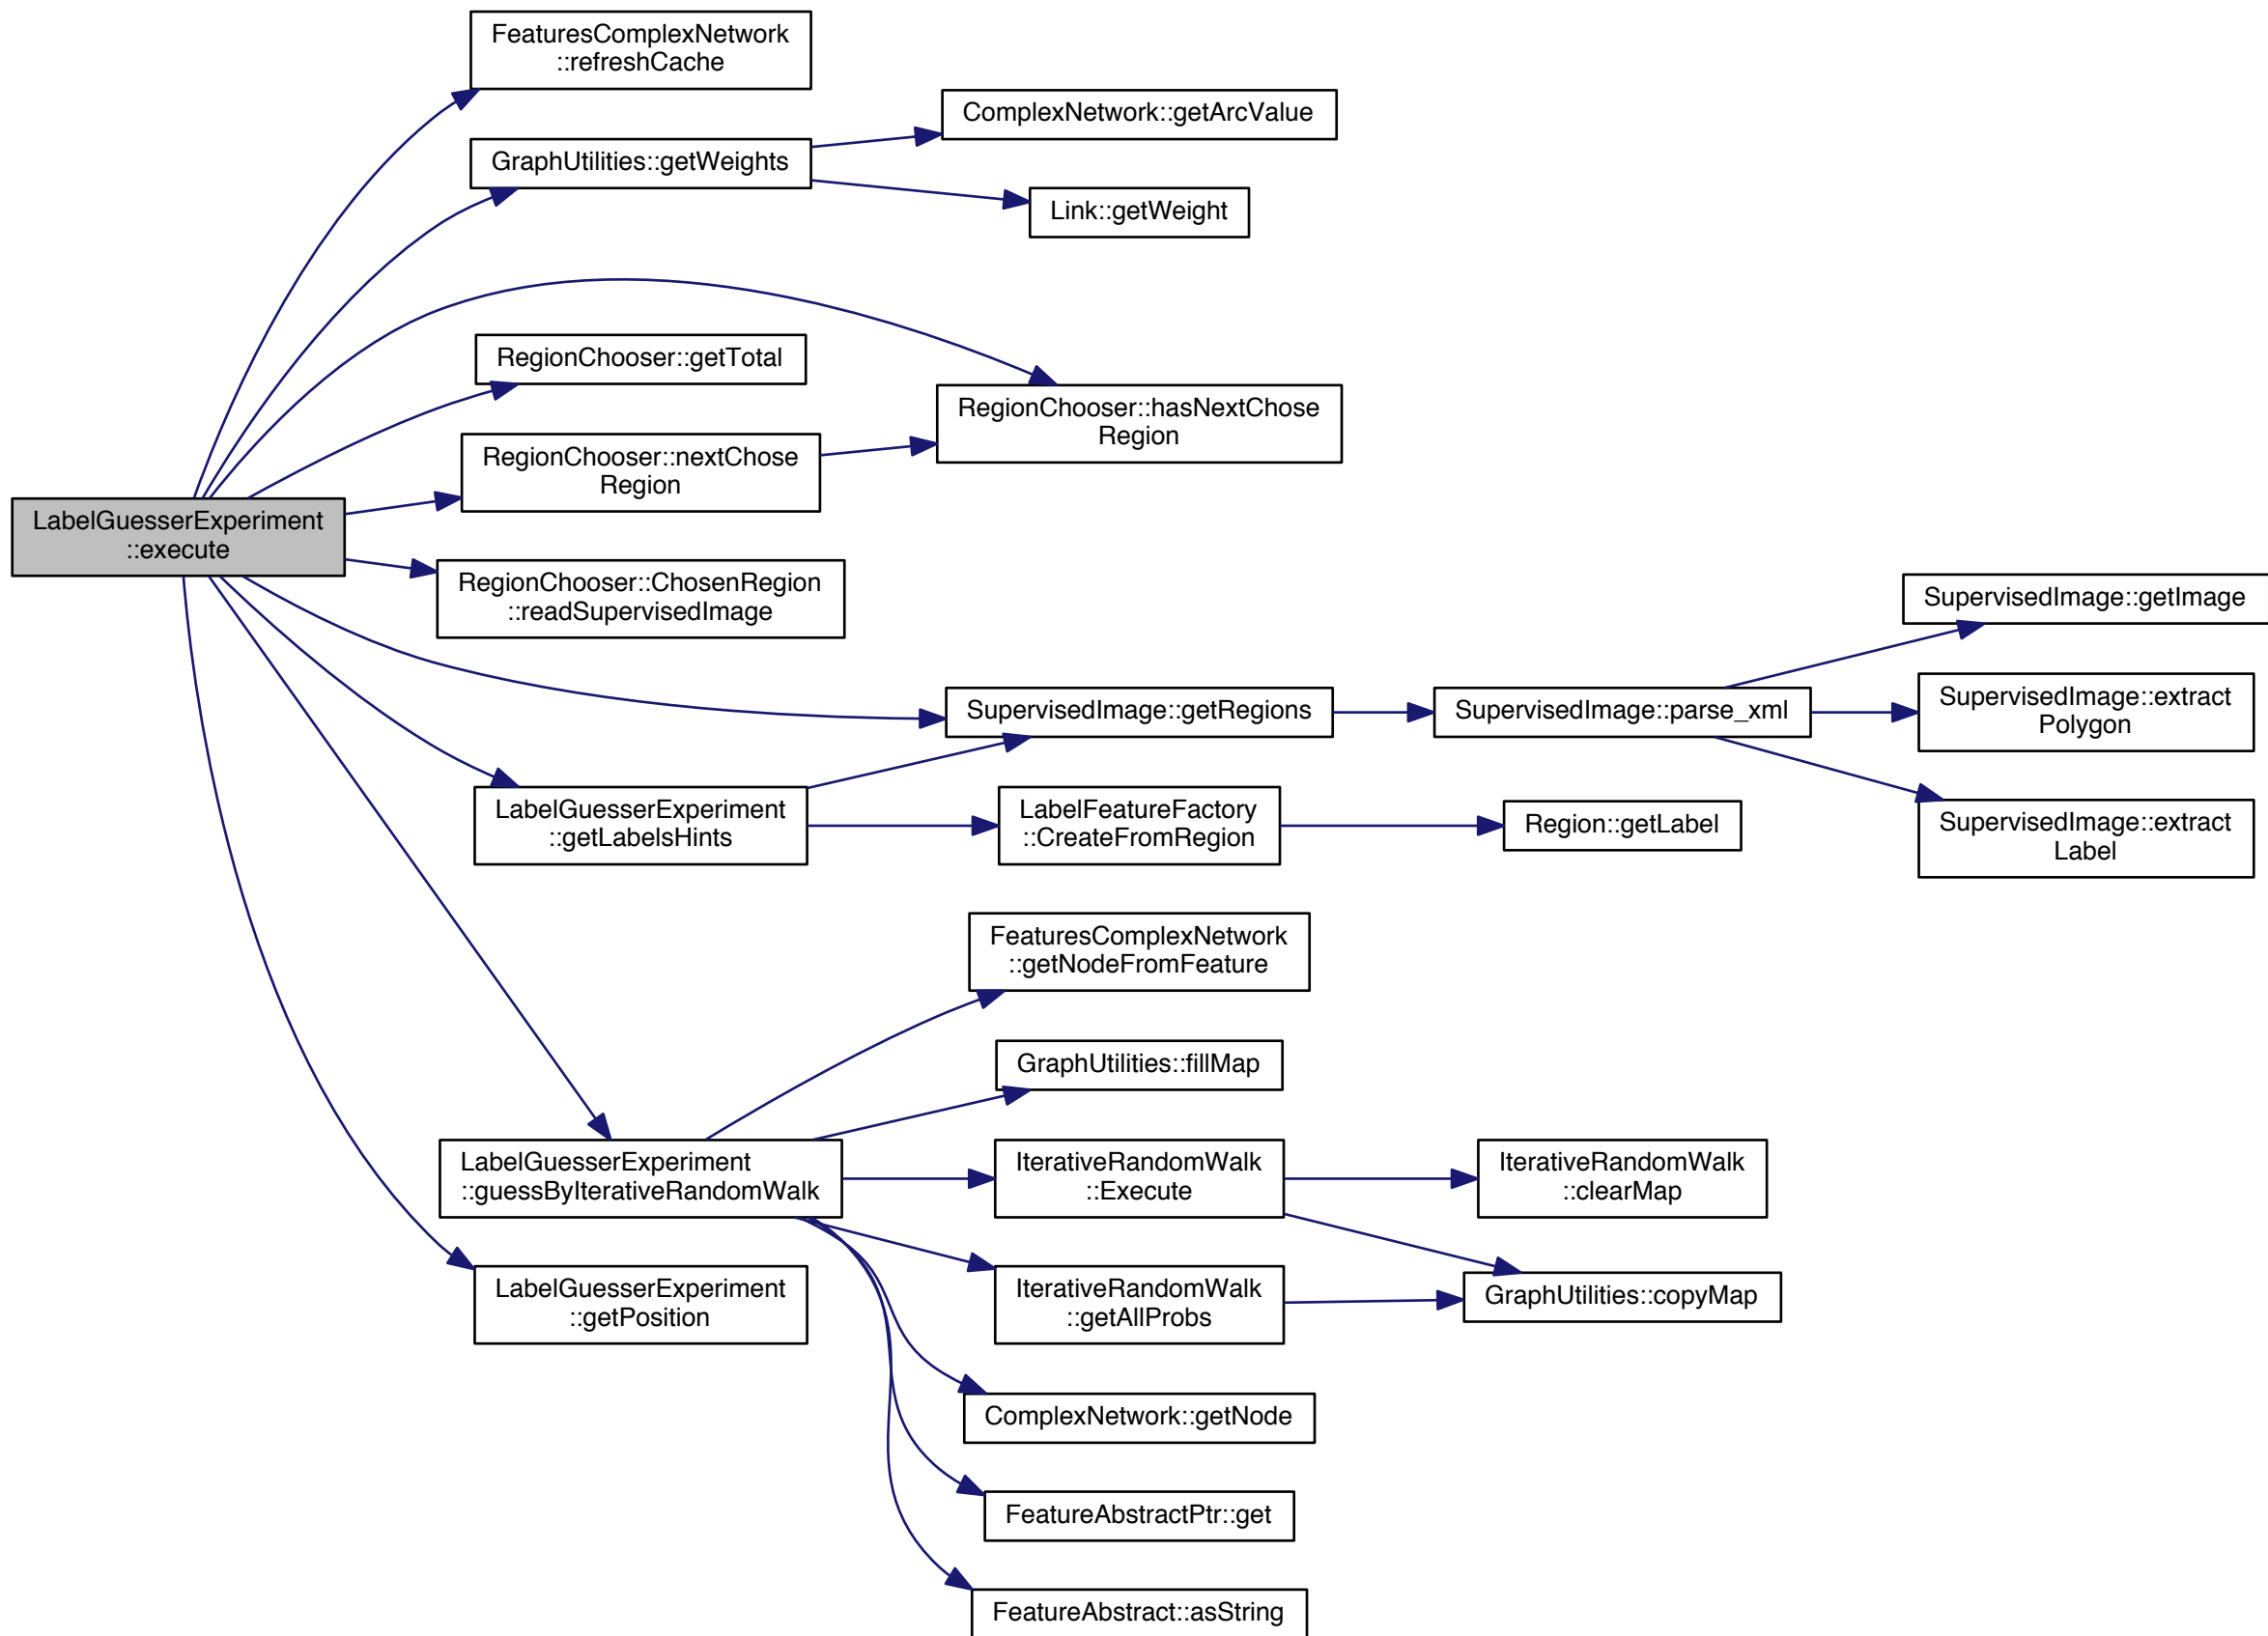 FeaturesComplexNetwork
::refreshCache
ComplexNetwork::getArcValue
GraphUtilities::getWeights
Link::getWeight
RegionChooser::getTotal
RegionChooser::hasNextChose
Region
RegionChooser::nextChose
Region
LabelGuesserExperiment
::execute
RegionChooser::ChosenRegion
::readSupervisedImage
SupervisedImage::getImage
SupervisedImage::getRegions
SupervisedImage::parse_xml
SupervisedImage::extract
Polygon
LabelGuesserExperiment
::getLabelsHints
LabelFeatureFactory
::CreateFromRegion
Region::getLabel
SupervisedImage::extract
Label
FeaturesComplexNetwork
::getNodeFromFeature
GraphUtilities::fillMap
LabelGuesserExperiment
::guessByIterativeRandomWalk
IterativeRandomWalk
::Execute
IterativeRandomWalk
::clearMap
LabelGuesserExperiment
::getPosition
IterativeRandomWalk
::getAllProbs
GraphUtilities::copyMap
ComplexNetwork::getNode
FeatureAbstractPtr::get
FeatureAbstract::asString